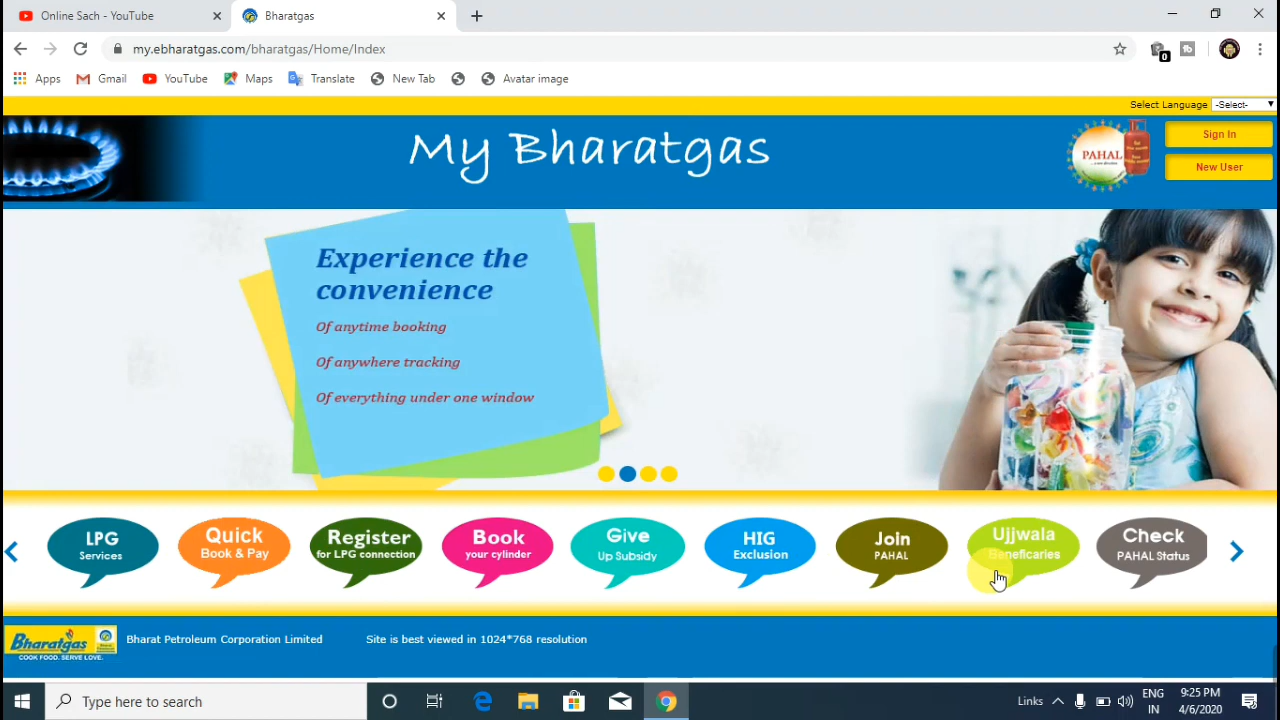 Online Sach - YouTube
Bharatgas
my.ebharatgas.com/bharatgas/Home/Index
0
Apps
Gmail
YouTube
Maps
Translate
New Tab
Avatar image
Select Language
-Select-
My Bharatgas
PAHAL
Sign In
New User
Experience the
convenience
Of anytime booking
Of anywhere tracking
Of everything under one window
LPG
Services
Quick
Book & Pay
Register
for LPG connection
Book
your cylinder
Give
Up Subsidy
HIG
Exclusion
Join
PAHAL
Ujjwala
Beneficaries
Check
PAHAL Status
Bharatgas
COOK FOOD. SERVE LOVE.
Bharat Petroleum Corporation Limited
Site is best viewed in 1024*768 resolution
Type here to search
Links
ENG
IN
9:25 PM
4/6/2020